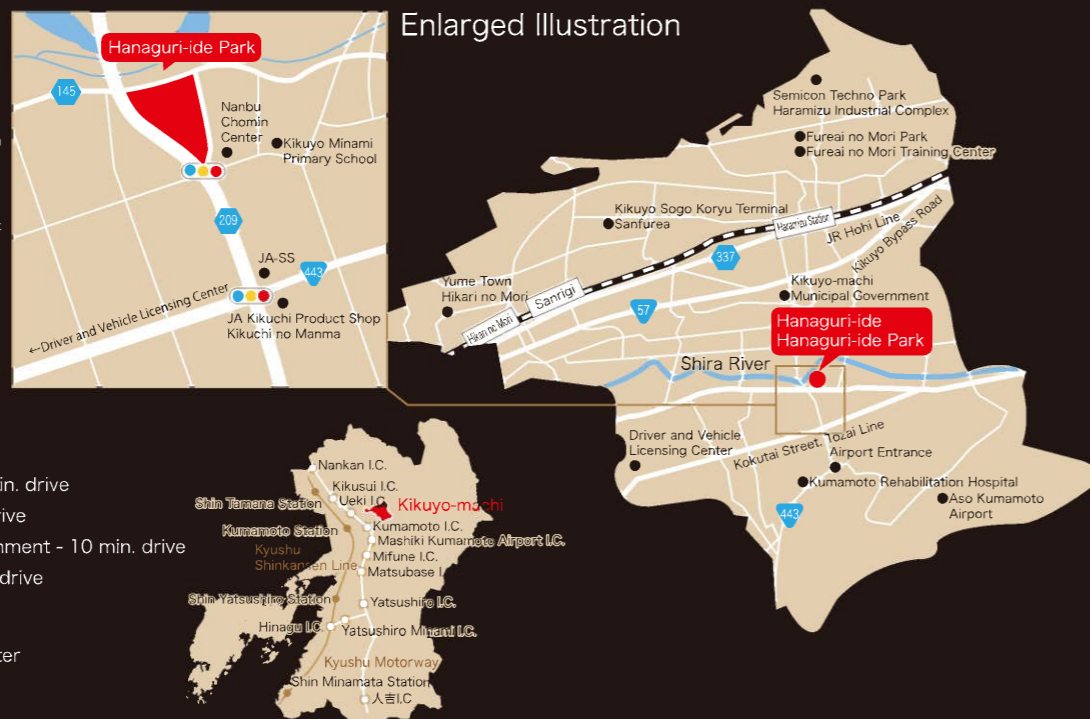 Enlarged Illustration
Hanaguri-ide Park
145
Nanbu
Chomin
Center
Kikuyo Minami
Primary School
209
JA-SS
443
←Driver and Vehicle Licensing Center
JA Kikuchi Product Shop
Kikuchi no Manma
Semicon Techno Park
Haramizu Industrial Complex
Fureai no Mori Park
Fureai no Mori Training Center
Kikuyo Sogo Koryu Terminal
Sanfurea
Haramizu Station
JR Hohi Line
Kikuyo Bypass Road
337
Yume Town
Hikari no Mori
Sanrigi
Hikari no Mori
57
Kikuyo-machi
Municipal Government
Hanaguri-ide
Hanaguri-ide Park
Shira River
Driver and Vehicle
Licensing Center
Kokutai Street, Tozai Line
Airport Entrance
Kumamoto Rehabilitation Hospital
Aso Kumamoto
Airport
443
in. drive
rive
nment - 10 min. drive
drive
ter
Nankan I.C.
Kikusui I.C.
Shin Tamana Station
Ueki I.C.
Kikuyo-machi
Kumamoto Station
Kumamoto I.C.
Mashiki Kumamoto Airport I.C.
Kyushu
Shinkansen Line
Mifune I.C.
Matsubase I.
Shin Yatsushiro Station
Yatsushiro I.C.
Hinagu I.C.
Yatsushiro Minami I.C.
Kyushu Motorway
Shin Minamata Station
人吉I.C